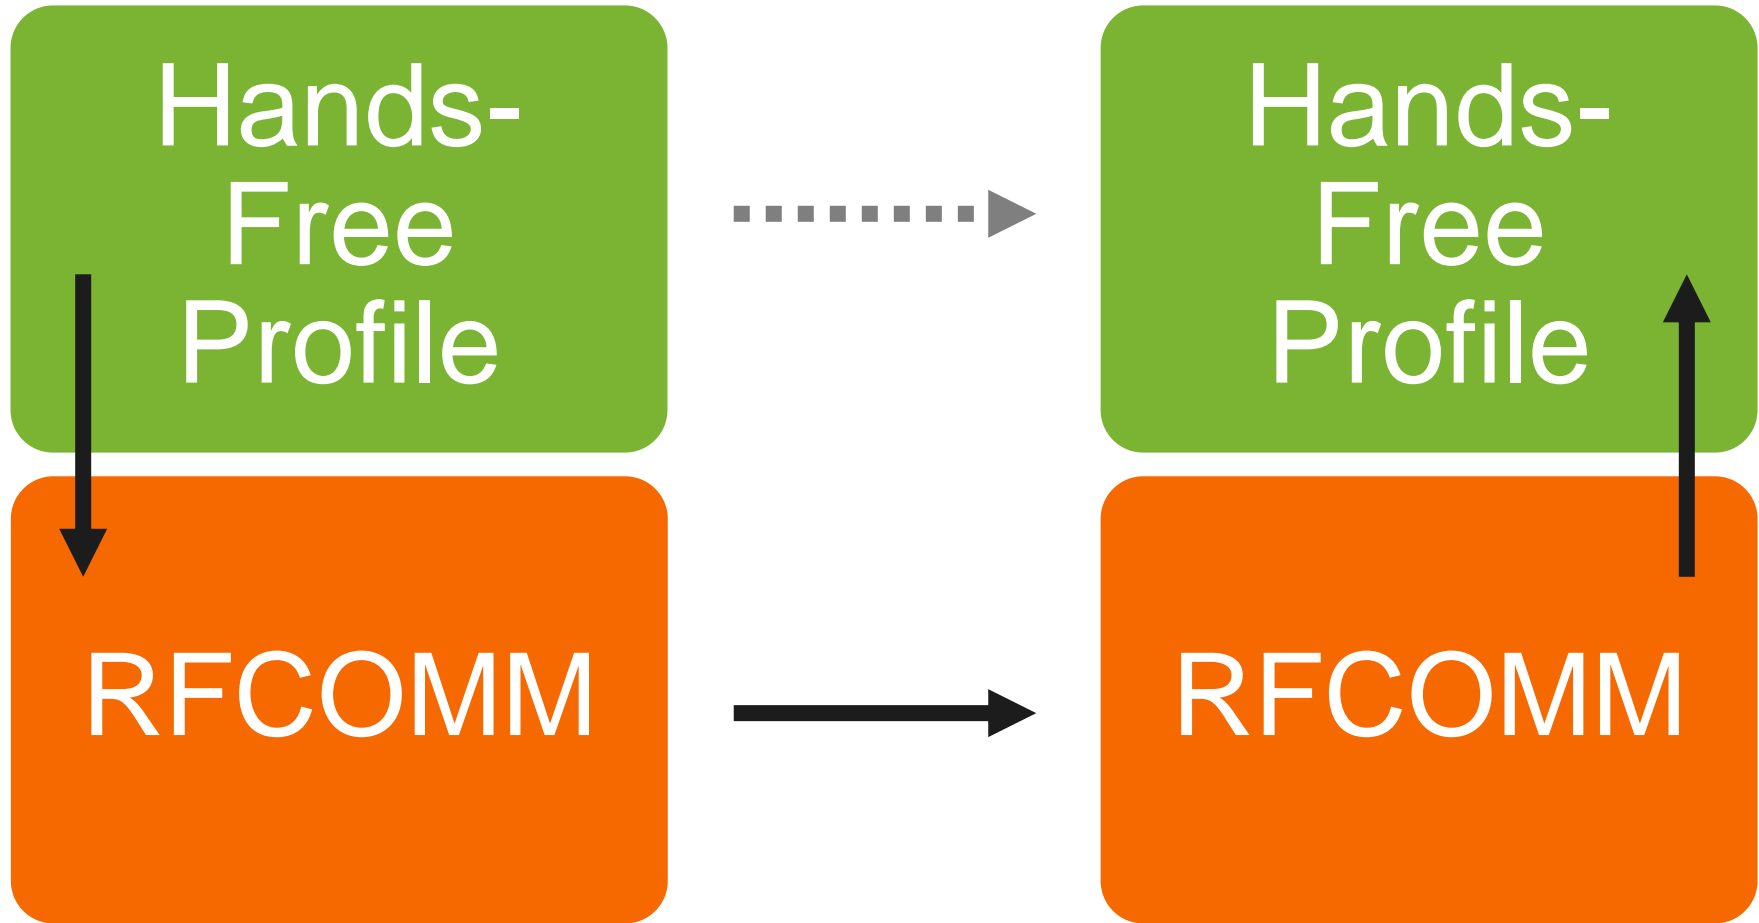 Hands-
Free
Profile
Hands-
Free
Profile
RFCOMM
RFCOMM